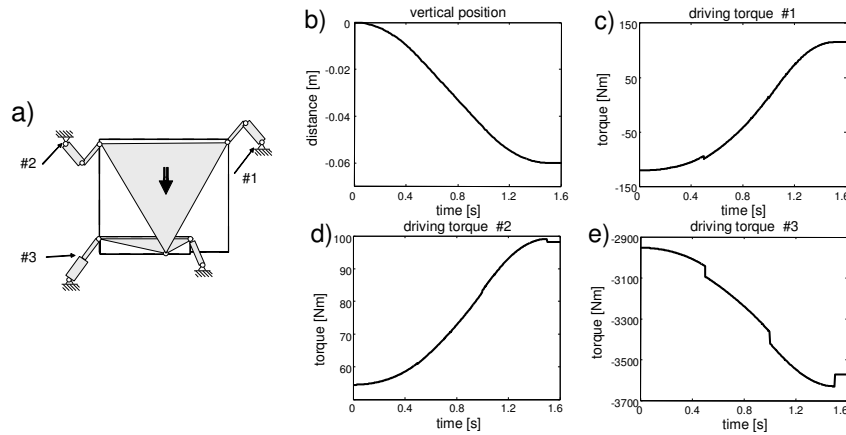 a)
#2
#1
#3
b)
vertical position
distance [m]
0
-0.02
-0.04
-0.06
0
0.4
0.8
1.2
1.6
time [s]
c)
driving torque #1
torque [Nm]
150
50
-50
-150
0
0.4
0.8
1.2
1.6
time [s]
d)
driving torque #2
torque [Nm]
100
90
80
70
60
0
0.4
0.8
1.2
1.6
time [s]
e)
driving torque #3
torque [Nm]
-2900
-3100
-3300
-3500
-3700
0
0.4
0.8
1.2
1.6
time [s]